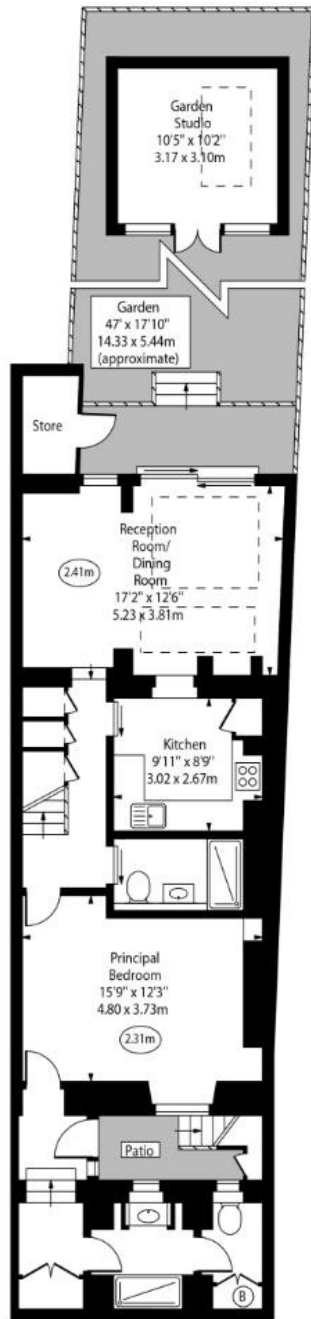 Garden
Studio
10'5" x 10'2"
3.17 x 3.10m
Garden
47' x 17'10"
14.33 x 5.44m
(approximate)
Store
Reception
Room/
Dining
Room
17'2" x 12'6"
5.23 x 3.81m
2.41m
Kitchen
9'11" x 8'9"
3.02 x 2.67m
Principal
Bedroom
15'9" x 12'3"
4.80 x 3.73m
2.31m
Patio
B